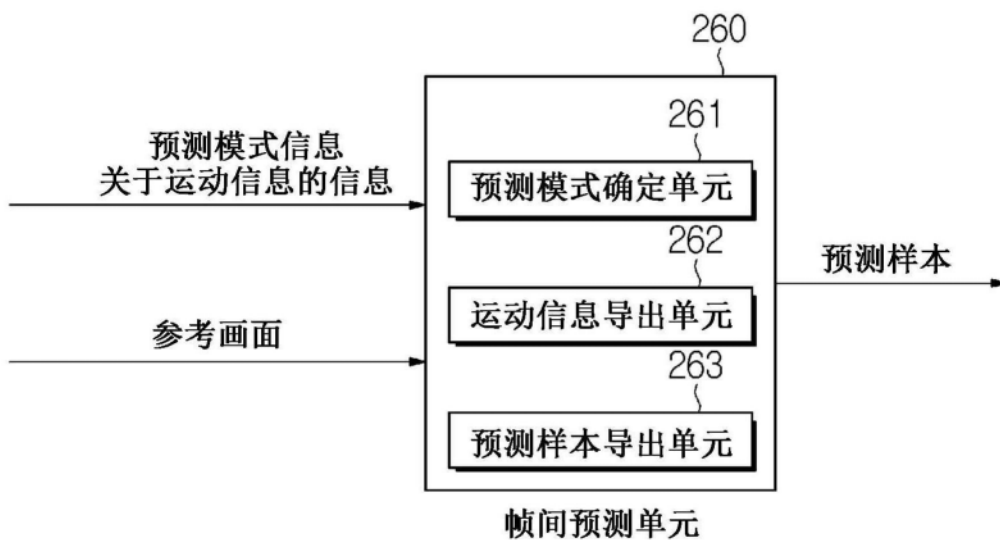 260
261
预测模式信息
关于运动信息的信息
预测模式确定单元
262
预测样本
运动信息导出单元
参考画面
263
预测样本导出单元
帧间预测单元